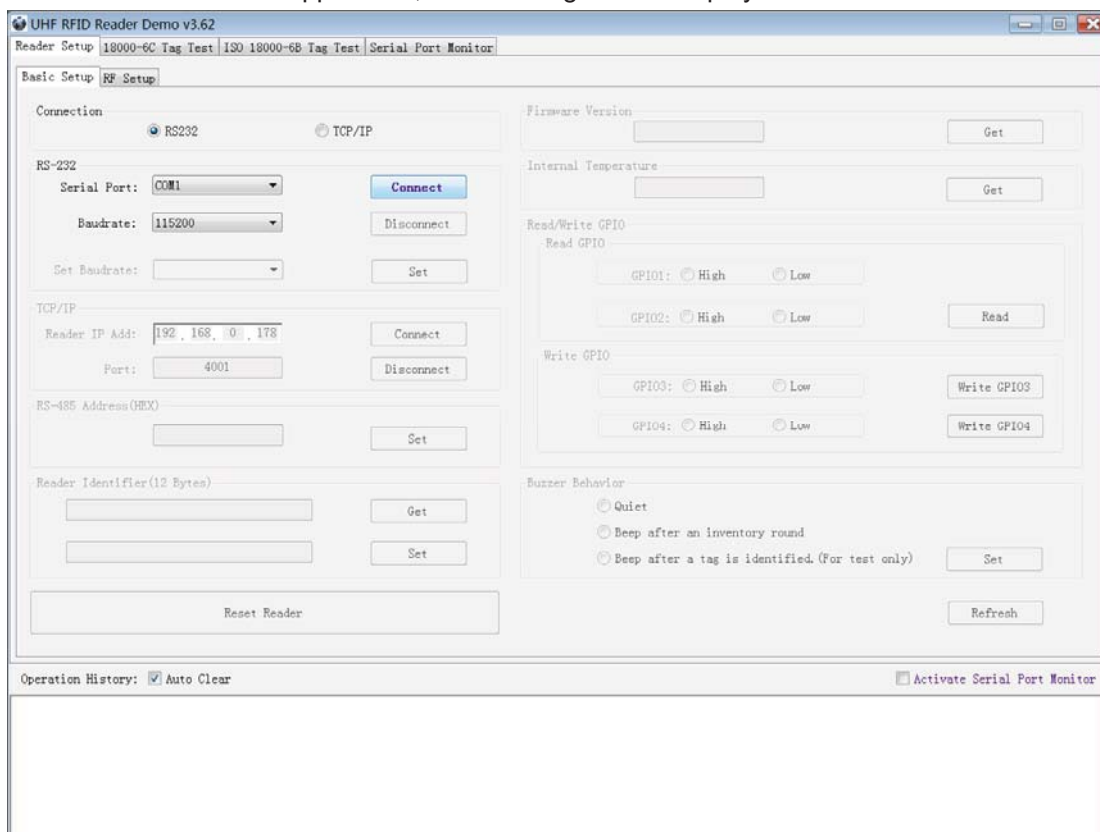 UHF RFID Reader Demo v3.62
Reader Setup 18000-6C Tag Test ISO 18000-6B Tag Test Serial Port Monitor
Basic Setup RF Setup
Connection
RS232 TCP/IP
RS-232
Serial Port: COM1 Connect
Baudrate: 115200 Disconnect
Set Baudrate: Set
TCP/IP
Reader IP Add: 192 . 168 . 0 . 178 Connect
Port: 4001 Disconnect
RS-485 Address(HEX)
Set
Reader Identifier(12 Bytes)
Get
Set
Reset Reader
Firmware Version
Get
Internal Temperature
Get
Read/Write GPIO
Read GPIO
GPIO1: High Low
GPIO2: High Low Read
Write GPIO
GPIO3: High Low Write GPIO3
GPIO4: High Low Write GPIO4
Buzzer Behavior
Quiet
Beep after an inventory round
Beep after a tag is identified.(For test only) Set
Refresh
Operation History: Auto Clear Activate Serial Port Monitor